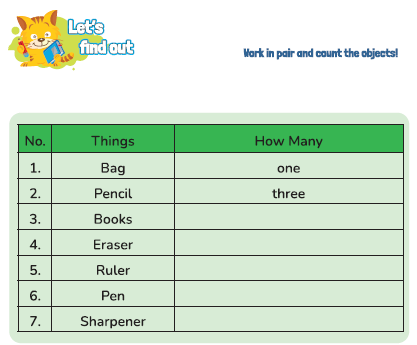 Let's
find out
Work in pair and count the objects!
No. Things How Many
1. Bag one
2. Pencil three
3. Books
4. Eraser
5. Ruler
6. Pen
7. Sharpener